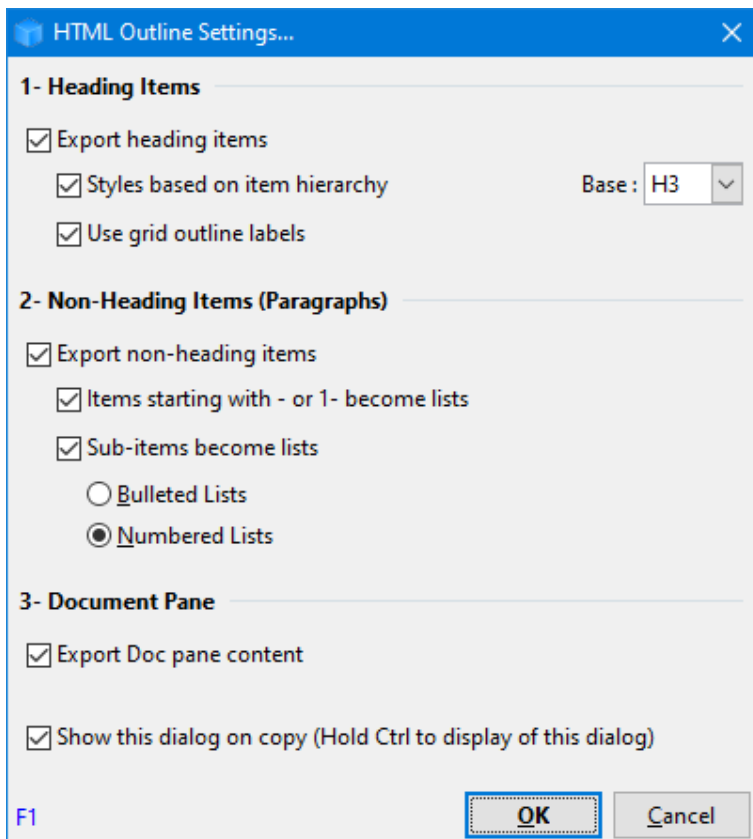 HTML Outline Settings...
1- Heading Items
Export heading items
Styles based on item hierarchy Base : H3
Use grid outline labels
2- Non-Heading Items (Paragraphs)
Export non-heading items
Items starting with - or 1- become lists
Sub-items become lists
Bulleted Lists
Numbered Lists
3- Document Pane
Export Doc pane content
Show this dialog on copy (Hold Ctrl to display of this dialog)
F1 OK Cancel